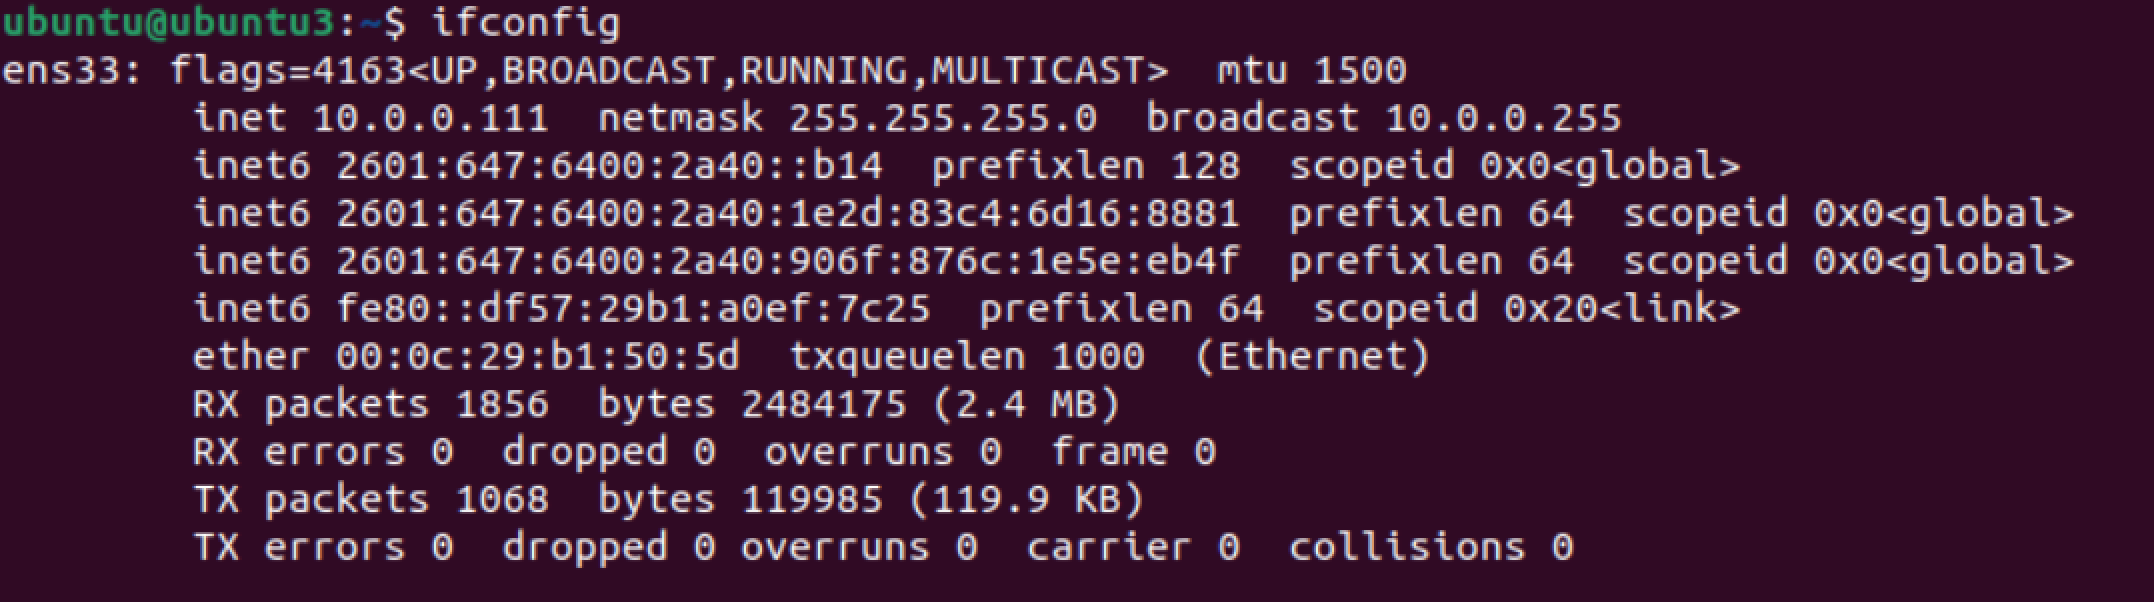 ubuntu@ubuntu3:~$ ifconfig
ens33: flags=4163<UP,BROADCAST,RUNNING,MULTICAST>  mtu 1500
        inet 10.0.0.111  netmask 255.255.255.0  broadcast 10.0.0.255
        inet6 2601:647:6400:2a40::b14  prefixlen 128  scopeid 0x0<global>
        inet6 2601:647:6400:2a40:1e2d:83c4:6d16:8881  prefixlen 64  scopeid 0x0<global>
        inet6 2601:647:6400:2a40:906f:876c:1e5e:eb4f  prefixlen 64  scopeid 0x0<global>
        inet6 fe80::df57:29b1:a0ef:7c25  prefixlen 64  scopeid 0x20<link>
        ether 00:0c:29:b1:50:5d  txqueuelen 1000  (Ethernet)
        RX packets 1856  bytes 2484175 (2.4 MB)
        RX errors 0  dropped 0  overruns 0  frame 0
        TX packets 1068  bytes 119985 (119.9 KB)
        TX errors 0  dropped 0 overruns 0  carrier 0  collisions 0